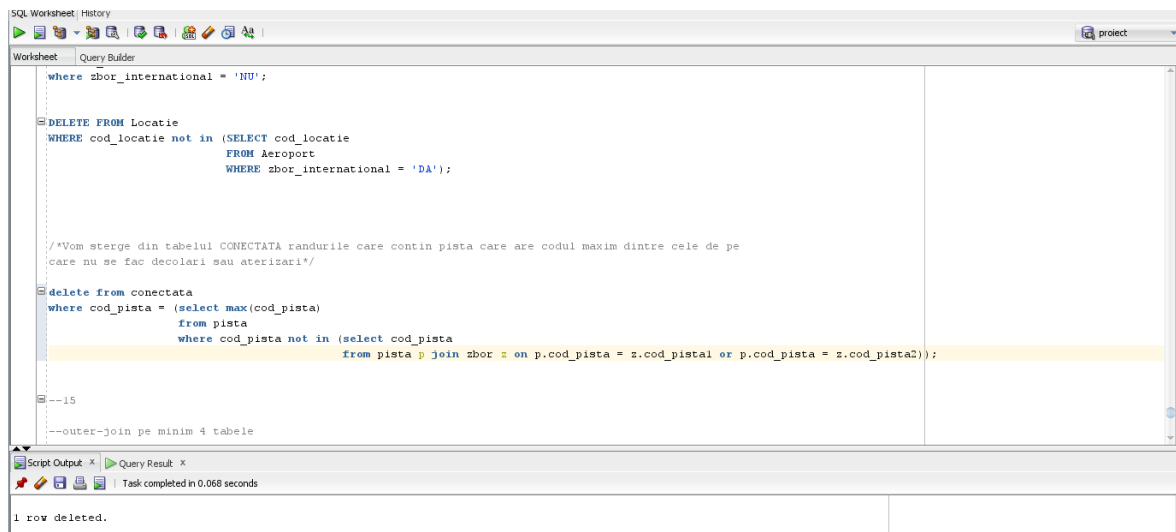 SQL Worksheet History
proiect
Worksheet Query Builder
where zbor_international = 'NU';
DELETE FROM Locatie
WHERE cod_locatie not in (SELECT cod_locatie
FROM Aeroport
WHERE zbor_international = 'DA');
/*Vom sterge din tabelul CONECTATA randurile care contin pista care are codul maxim dintre cele de pe
care nu se fac decolari sau aterizari*/
delete from conectata
where cod_pista = (select max(cod_pista)
from pista
where cod_pista not in (select cod_pista
from pista p join zbor z on p.cod_pista = z.cod_pista1 or p.cod_pista = z.cod_pista2));
--15
--outer-join pe minim 4 tabele
Script Output x Query Result x
Task completed in 0.068 seconds
1 row deleted.